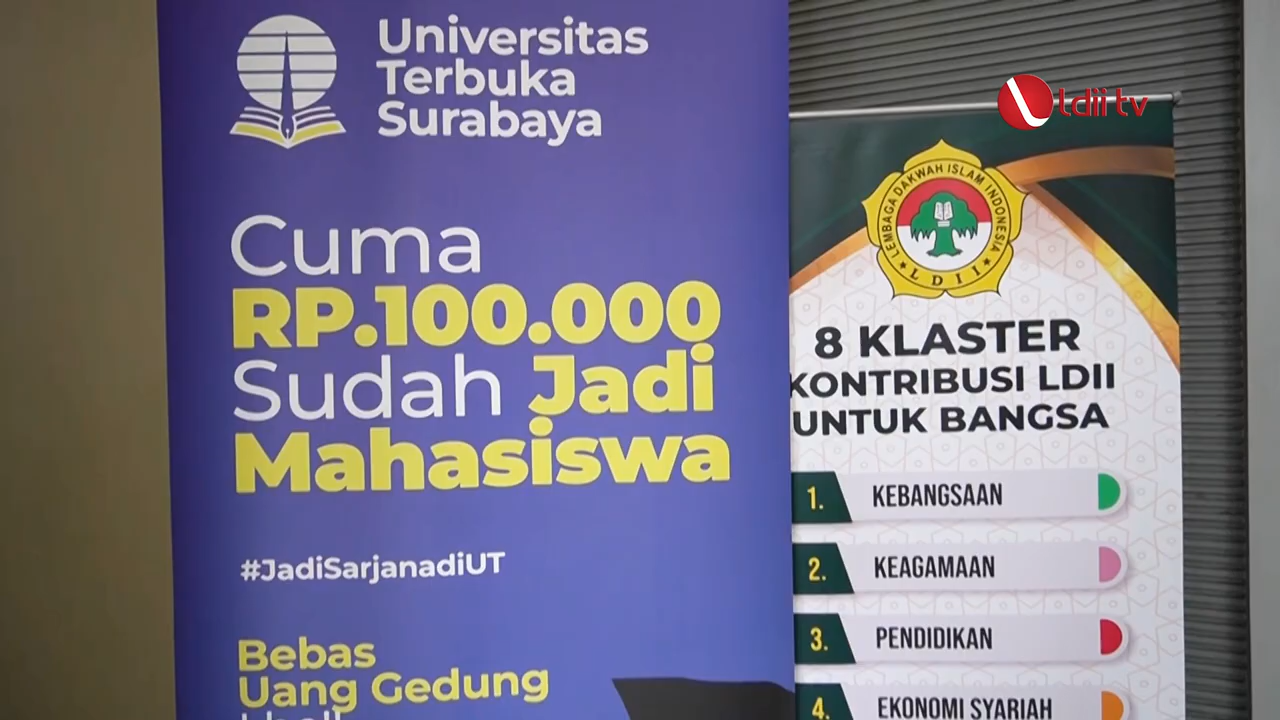 Universitas
Terbuka
Surabaya
Cuma
RP.100.000
Sudah Jadi
Mahasiswa
#JadiSarjanadiUT
Bebas
Uang Gedung
ldii tv
LEMBAGA DAKWAH ISLAM INDONESIA
LDII
8 KLASTER
KONTRIBUSI LDII
UNTUK BANGSA
1. KEBANGSAAN
2. KEAGAMAAN
3. PENDIDIKAN
4. EKONOMI SYARIAH